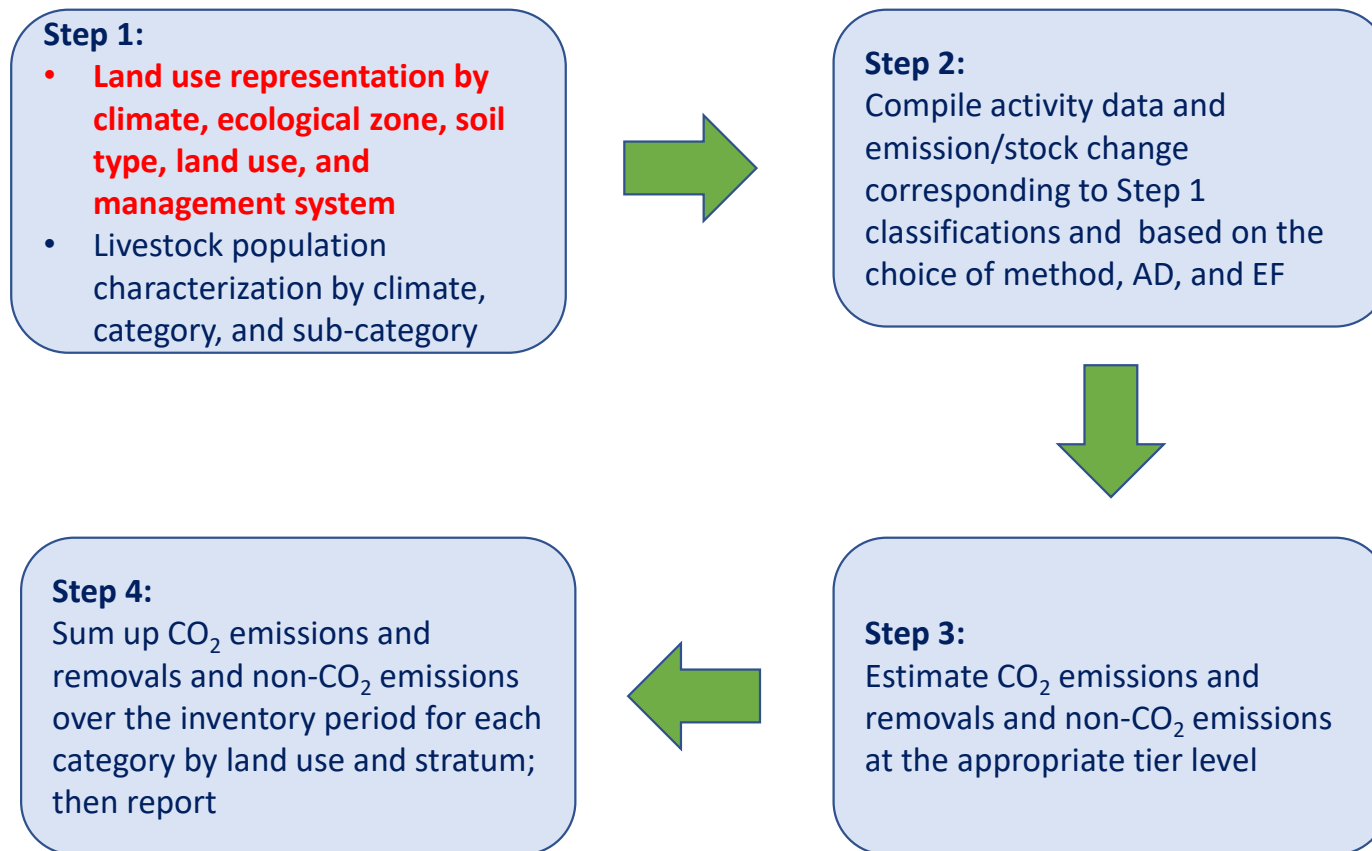 Step 1:
• Land use representation by
climate, ecological zone, soil
type, land use, and
management system
• Livestock population
characterization by climate,
category, and sub-category
Step 2:
Compile activity data and
emission/stock change
corresponding to Step 1
classifications and  based on the
choice of method, AD, and EF
Step 3:
Estimate CO₂ emissions and
removals and non-CO₂ emissions
at the appropriate tier level
Step 4:
Sum up CO₂ emissions and
removals and non-CO₂ emissions
over the inventory period for each
category by land use and stratum;
then report